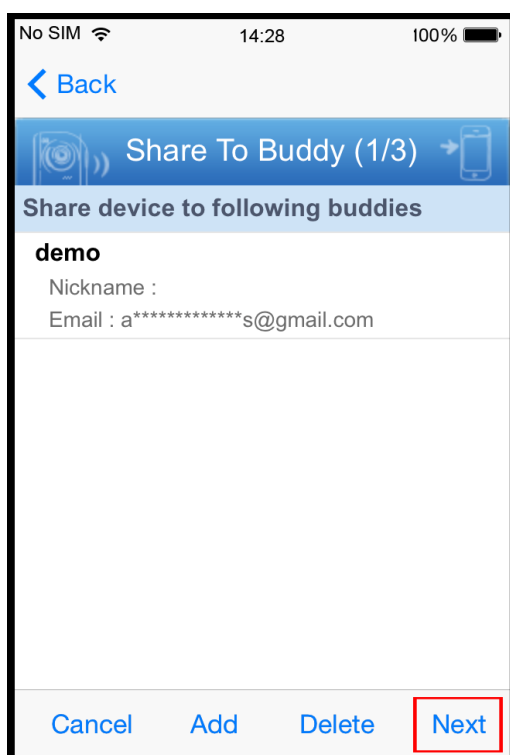 No SIM 14:28 100%
Back
Share To Buddy (1/3)
Share device to following buddies
demo
Nickname :
Email : a*************s@gmail.com
Cancel Add Delete Next